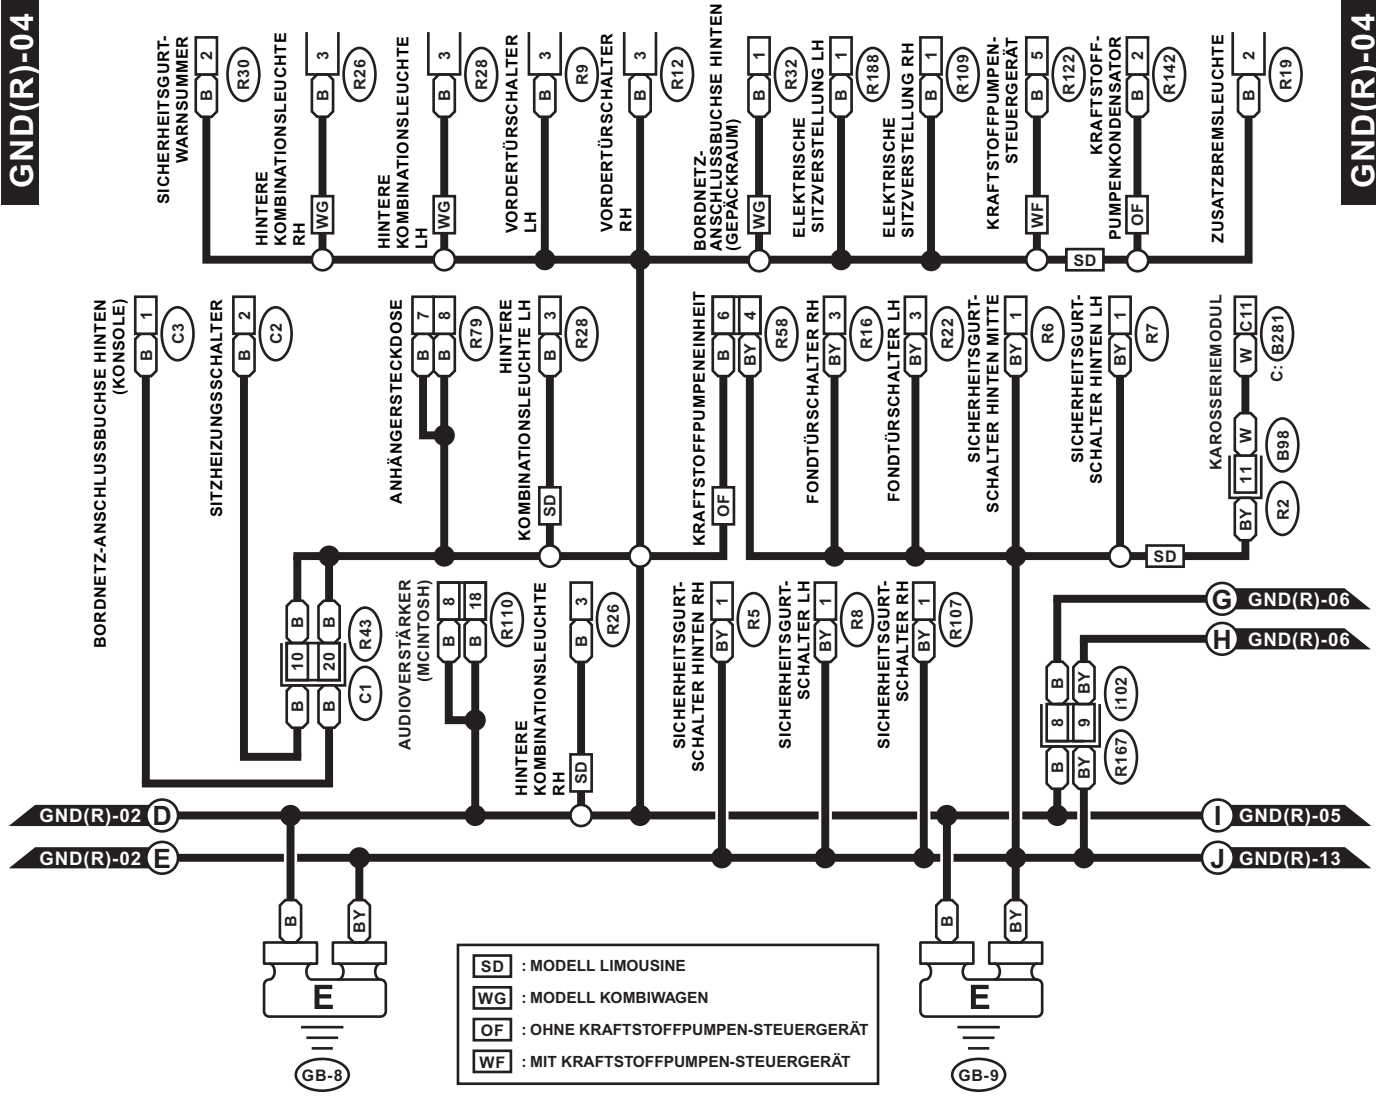 GND(R)-04
GND(R)-04
SICHERHEITSGURT-
WARNSUMMER
2
B
R30
HINTERE
KOMBINATIONSLEUCHTE
RH
3
B
WG
R26
HINTERE
KOMBINATIONSLEUCHTE
LH
3
B
WG
R28
VORDERTÜRSCHALTER
LH
3
B
R9
VORDERTÜRSCHALTER
RH
3
B
R12
BORDNETZ-
ANSCHLUSSBUCHSE HINTEN
(GEPÄCKRAUM)
1
B
WG
R32
ELEKTRISCHE
SITZVERSTELLUNG LH
1
B
R188
ELEKTRISCHE
SITZVERSTELLUNG RH
1
B
R109
KRAFTSTOFFPUMPEN-
STEUERGERÄT
5
B
WF
R122
KRAFTSTOFF-
PUMPENKONDENSATOR
2
B
OF
R142
ZUSATZBREMSLEUCHTE
2
B
R19
SD
BORDNETZ-ANSCHLUSSBUCHSE HINTEN
(KONSOLE)
1
B
C3
SITZHEIZUNGSSCHALTER
2
B
C2
ANHÄNGERSTECKDOSE
7
8
B
B
R79
HINTERE
KOMBINATIONSLEUCHTE LH
3
B
SD
R28
KRAFTSTOFFPUMPENEINHEIT
6
4
B
BY
OF
R58
FONDTÜRSCHALTER RH
3
BY
R16
FONDTÜRSCHALTER LH
3
BY
R22
SICHERHEITSGURT-
SCHALTER HINTEN MITTE
1
BY
R6
SICHERHEITSGURT-
SCHALTER HINTEN LH
1
BY
R7
SD
KAROSSERIEMODUL
C11
W
C: B281
W
11
BY
B98
R2
B
B
10
20
B
B
R43
C1
AUDIOVERSTÄRKER
(MCINTOSH)
8
18
B
B
R110
HINTERE
KOMBINATIONSLEUCHTE
RH
3
B
SD
R26
SICHERHEITSGURT-
SCHALTER HINTEN RH
1
BY
R5
SICHERHEITSGURT-
SCHALTER LH
1
BY
R8
SICHERHEITSGURT-
SCHALTER RH
1
BY
R107
G GND(R)-06
H GND(R)-06
B
BY
8
9
B
BY
i102
R167
GND(R)-02 D
I GND(R)-05
GND(R)-02 E
J GND(R)-13
B
BY
E
GB-8
B
BY
E
GB-9
SD : MODELL LIMOUSINE
WG : MODELL KOMBIWAGEN
OF : OHNE KRAFTSTOFFPUMPEN-STEUERGERÄT
WF : MIT KRAFTSTOFFPUMPEN-STEUERGERÄT